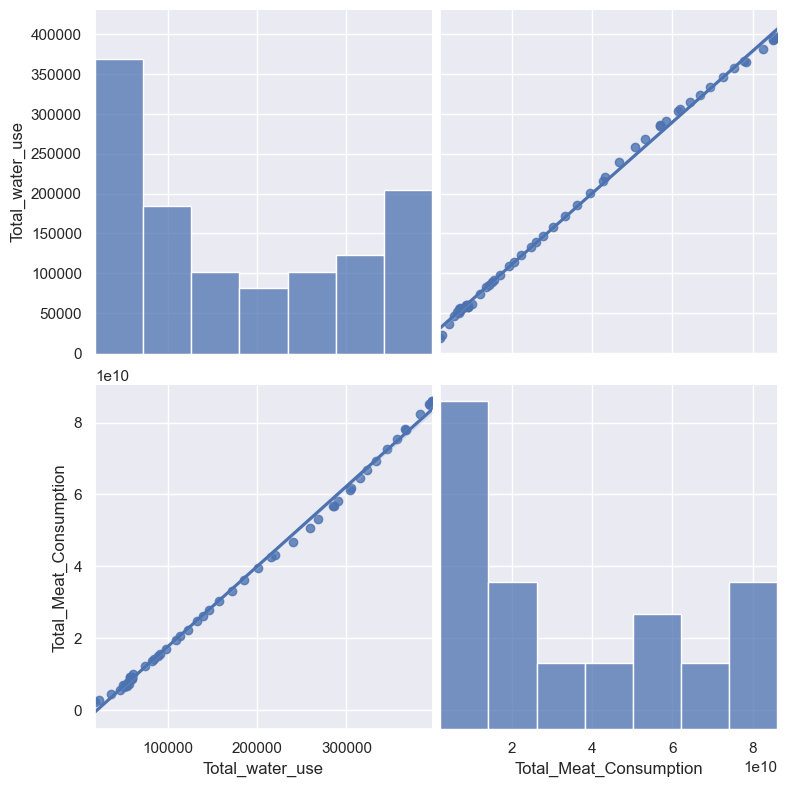 400000
350000
300000
250000
200000
150000
100000
50000
0
Total_water_use
1e10
8
6
4
2
0
Total_Meat_Consumption
100000 200000 300000
Total_water_use
2 4 6 8
1e10
Total_Meat_Consumption